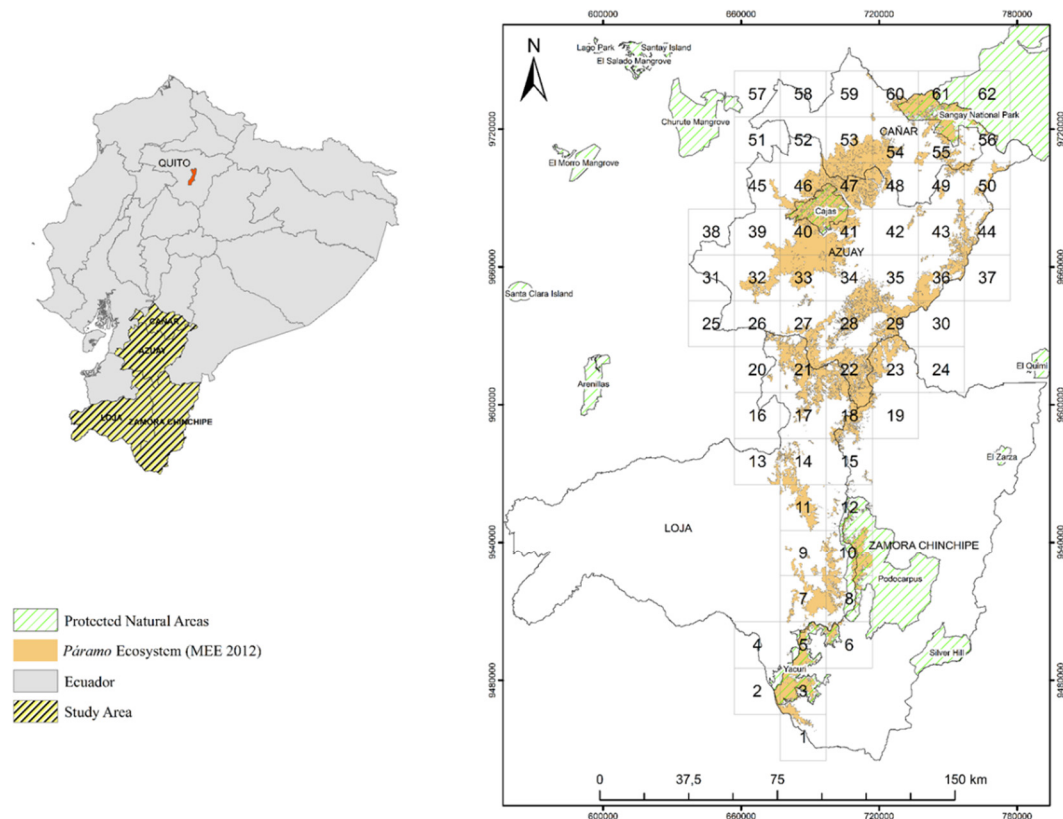 QUITO
CAÑAR
AZUAY
LOJA
ZAMORA CHINCHIPE
Protected Natural Areas
Páramo Ecosystem (MEE 2012)
Ecuador
Study Area
600000 660000 720000 780000
N
Lago Park Santay Island
El Salado Mangrove
57 58 59 60 61 62
Churute Mangrove
Sangay National Park
9720000 9720000
51 52 53 CAÑAR 54 55 56
El Morro Mangrove
45 46 47 48 49 50
Cajas
38 39 40 41 42 43 44
AZUAY
9660000 9660000
31 32 33 34 35 36 37
Santa Clara Island
25 26 27 28 29 30
20 21 22 23 24
El Quimi
Arenillas
9600000 9600000
16 17 18 19
13 14 15
El Zarza
11 12
LOJA
9540000 9540000
ZAMORA CHINCHIPE
9 10
Podocarpus
7 8
4 5 6
Silver Hill
Yacuri
9480000 9480000
2 3
1
0 37,5 75 150 km
600000 660000 720000 780000